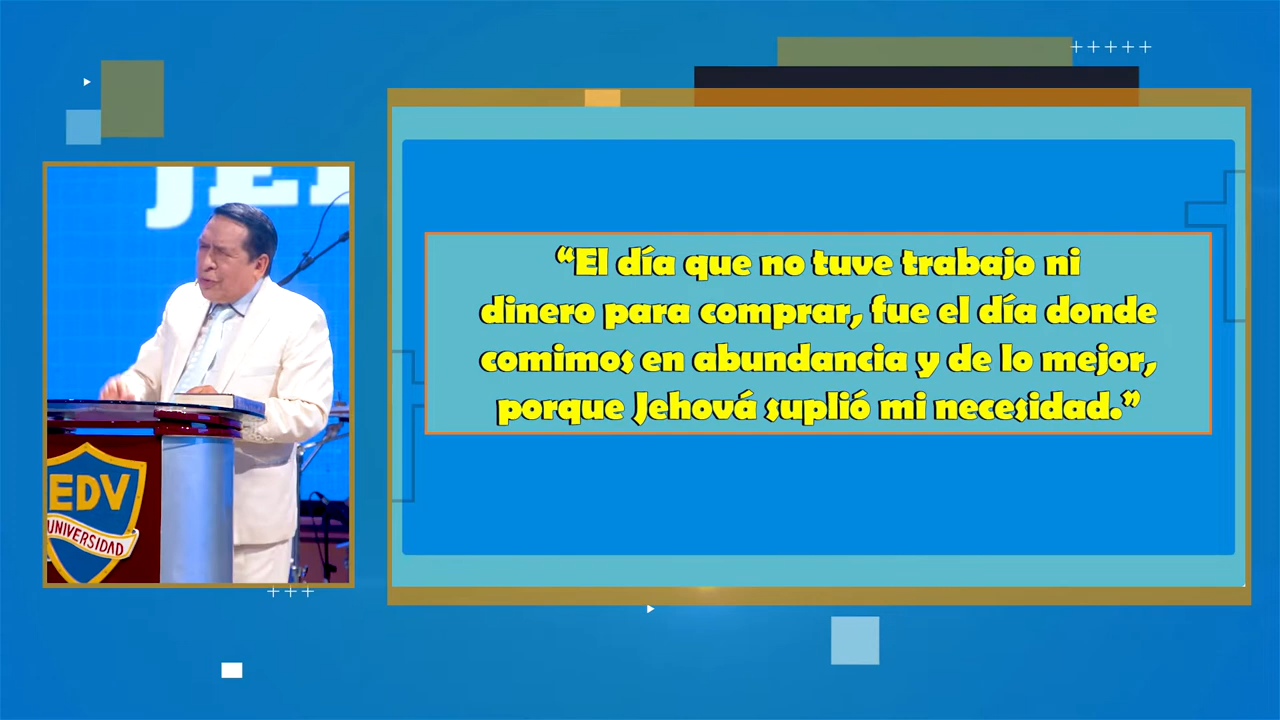 JE
EDV
UNIVERSIDAD
“El día que no tuve trabajo ni
dinero para comprar, fue el día donde
comimos en abundancia y de lo mejor,
porque Jehová suplió mi necesidad.”